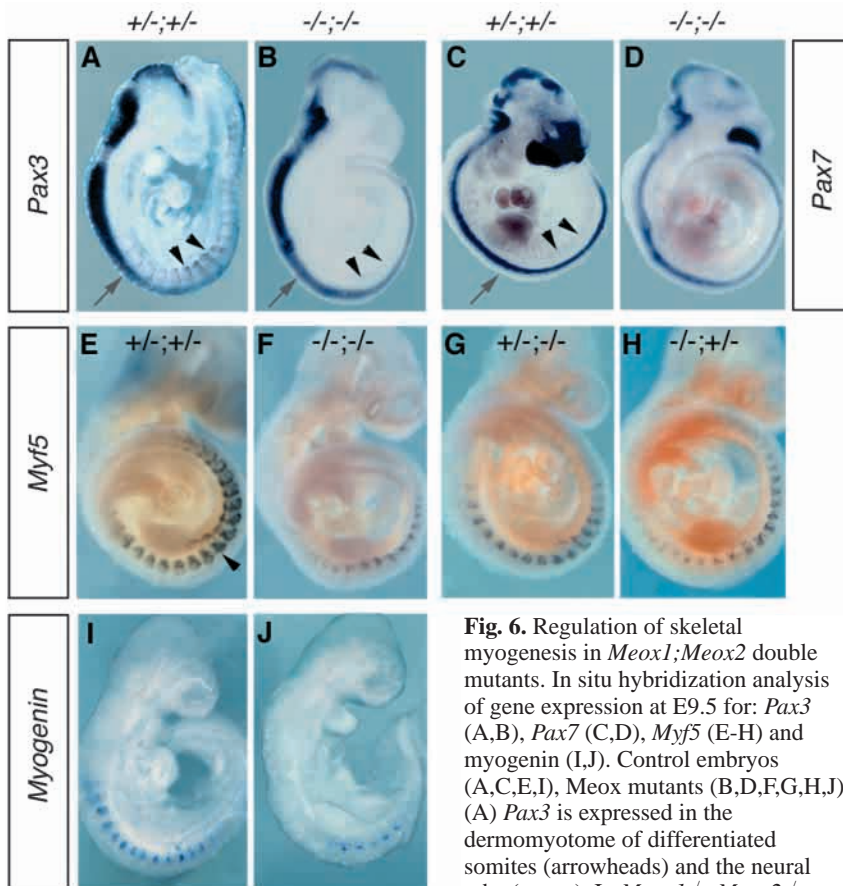 +/-;+/- -/-;-/- +/-;+/- -/-;-/-
A B C D
Pax3
Pax7
E +/-;+/- F -/-;-/- G +/-;-/- H -/-;+/-
Myf5
I J
Myogenin
Fig. 6. Regulation of skeletal
myogenesis in Meox1;Meox2 double
mutants. In situ hybridization analysis
of gene expression at E9.5 for: Pax3
(A,B), Pax7 (C,D), Myf5 (E-H) and
myogenin (I,J). Control embryos
(A,C,E,I), Meox mutants (B,D,F,G,H,J)
(A) Pax3 is expressed in the
dermomyotome of differentiated
somites (arrowheads) and the neural